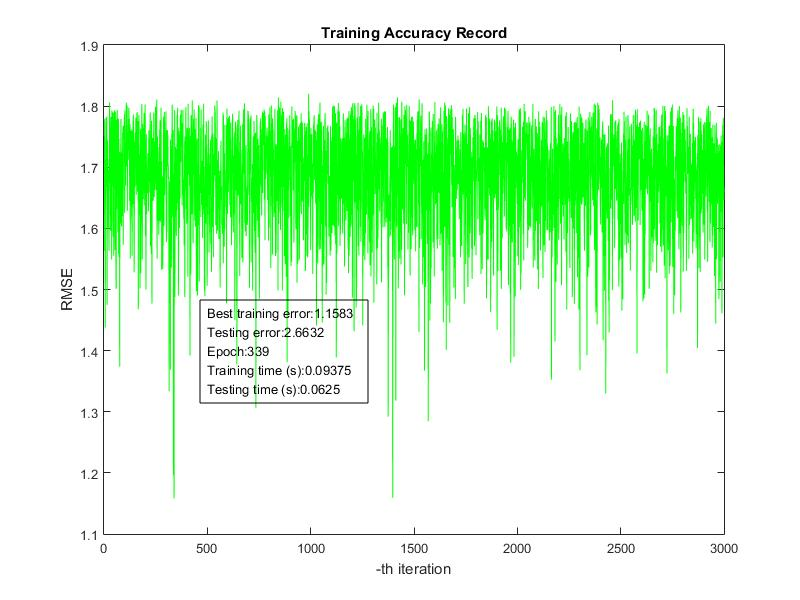 Training Accuracy Record
1.9
1.8
1.7
1.6
1.5
1.4
1.3
1.2
1.1
RMSE
Best training error:1.1583
Testing error:2.6632
Epoch:339
Training time (s):0.09375
Testing time (s):0.0625
0 500 1000 1500 2000 2500 3000
-th iteration